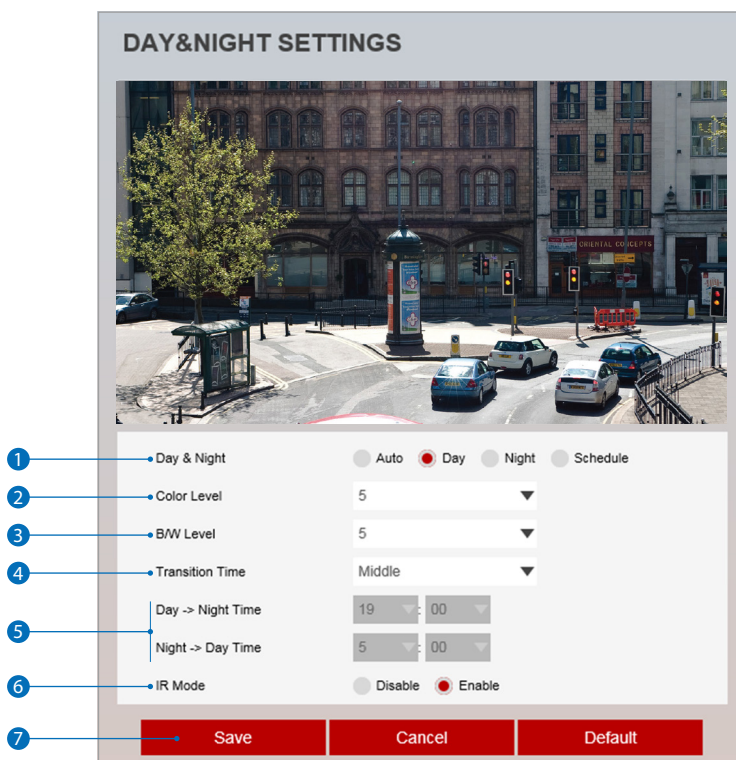 DAY&NIGHT SETTINGS
ORIENTAL CONCEPTS
1 Day & Night Auto Day Night Schedule
2 Color Level 5
3 B/W Level 5
4 Transition Time Middle
Day -> Night Time 19 : 00
5
Night -> Day Time 5 : 00
6 IR Mode Disable Enable
7 Save Cancel Default